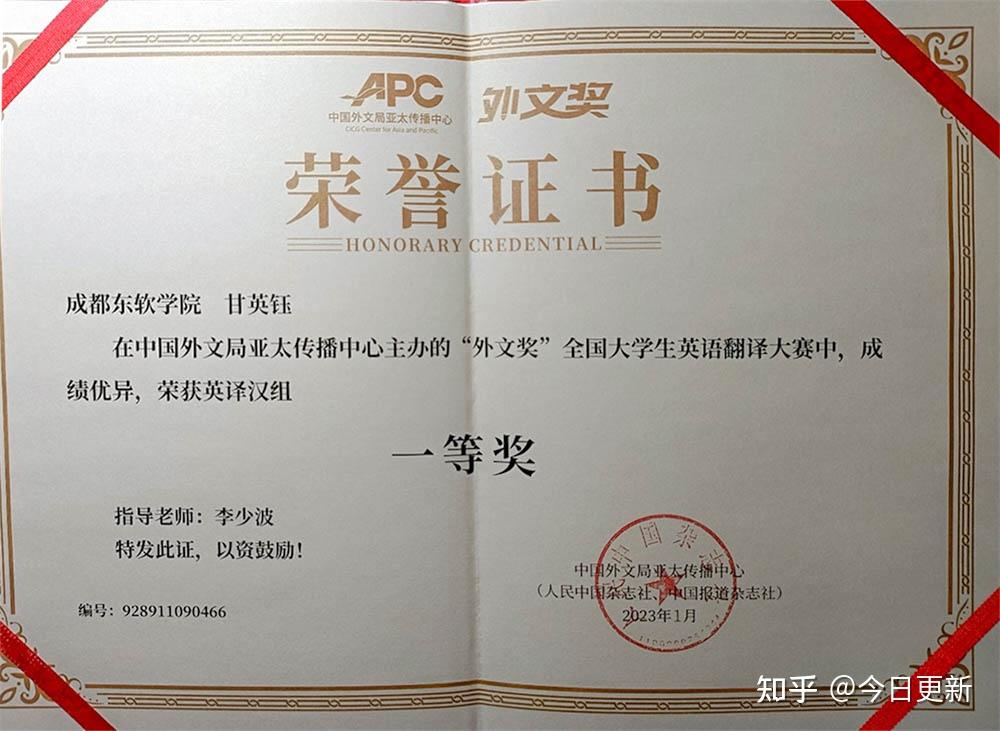 APC
中国外文局亚太传播中心
CICG Center for Asia and Pacific
外文奖
荣誉证书
HONORARY CREDENTIAL
成都东软学院 甘英钰
在中国外文局亚太传播中心主办的“外文奖”全国大学生英语翻译大赛中，成
绩优异，荣获英译汉组
一等奖
指导老师：李少波
特发此证，以资鼓励！
中国外文局亚太传播中心
（人民中国杂志社、中国报道杂志社）
2023年1月
编号：928911090466
知乎 @今日更新